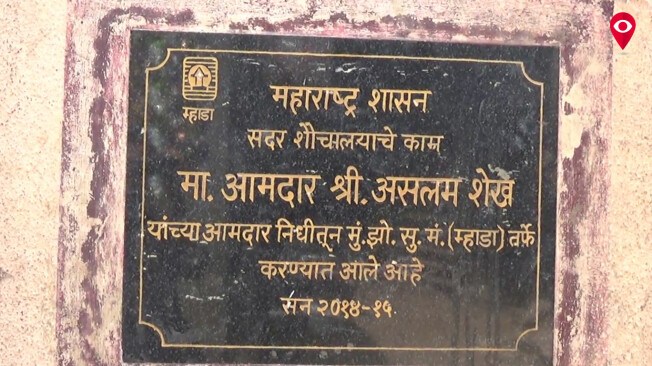 म्हाडा
महाराष्ट्र शासन
सदर शौचालयाचे काम
मा. आमदार श्री. असलम शेख
यांच्या आमदार निधीतून मुं.झो. सु. मं.(म्हाडा) तर्फे
करण्यात आले आहे
सन २०१४-१५.